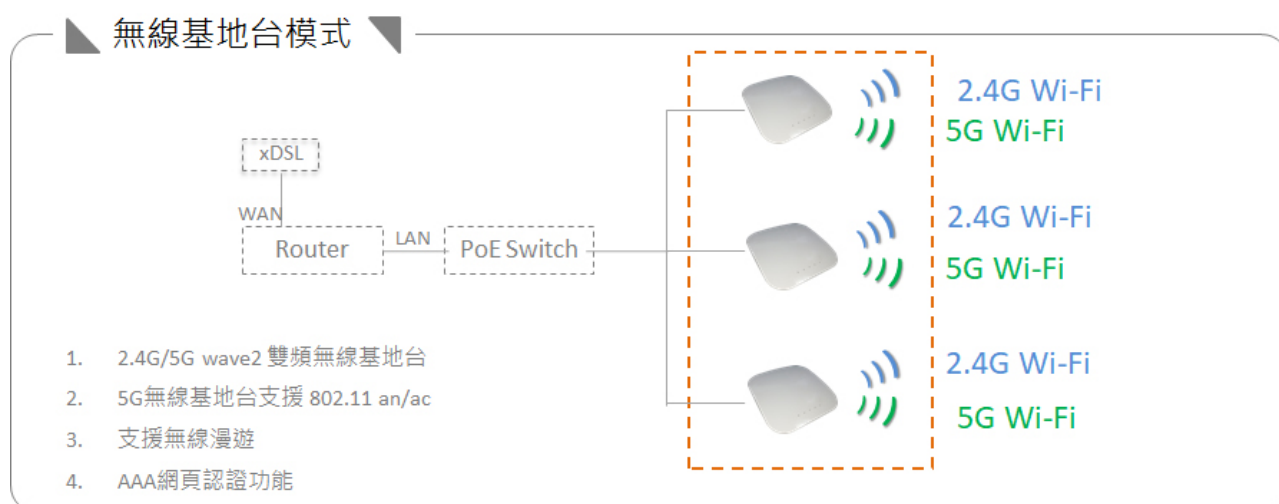 無線基地台模式
2.4G Wi-Fi
5G Wi-Fi
xDSL
WAN
Router
LAN
PoE Switch
2.4G Wi-Fi
5G Wi-Fi
1. 2.4G/5G wave2 雙頻無線基地台
2. 5G無線基地台支援 802.11 an/ac
3. 支援無線漫遊
4. AAA網頁認證功能
2.4G Wi-Fi
5G Wi-Fi